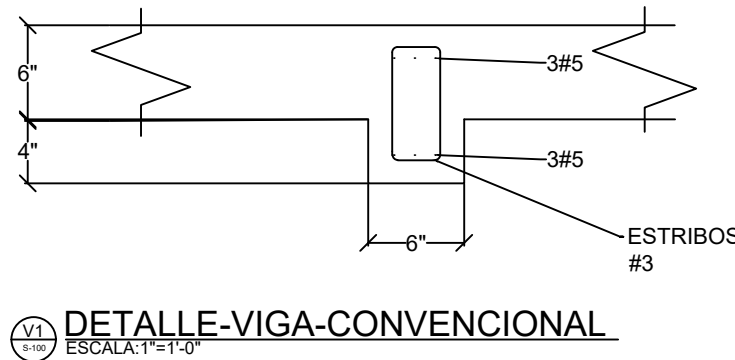 6"
3#5
4"
3#5
6"
ESTRIBOS
#3
V1
S-100
DETALLE-VIGA-CONVENCIONAL
ESCALA:1"=1'-0"